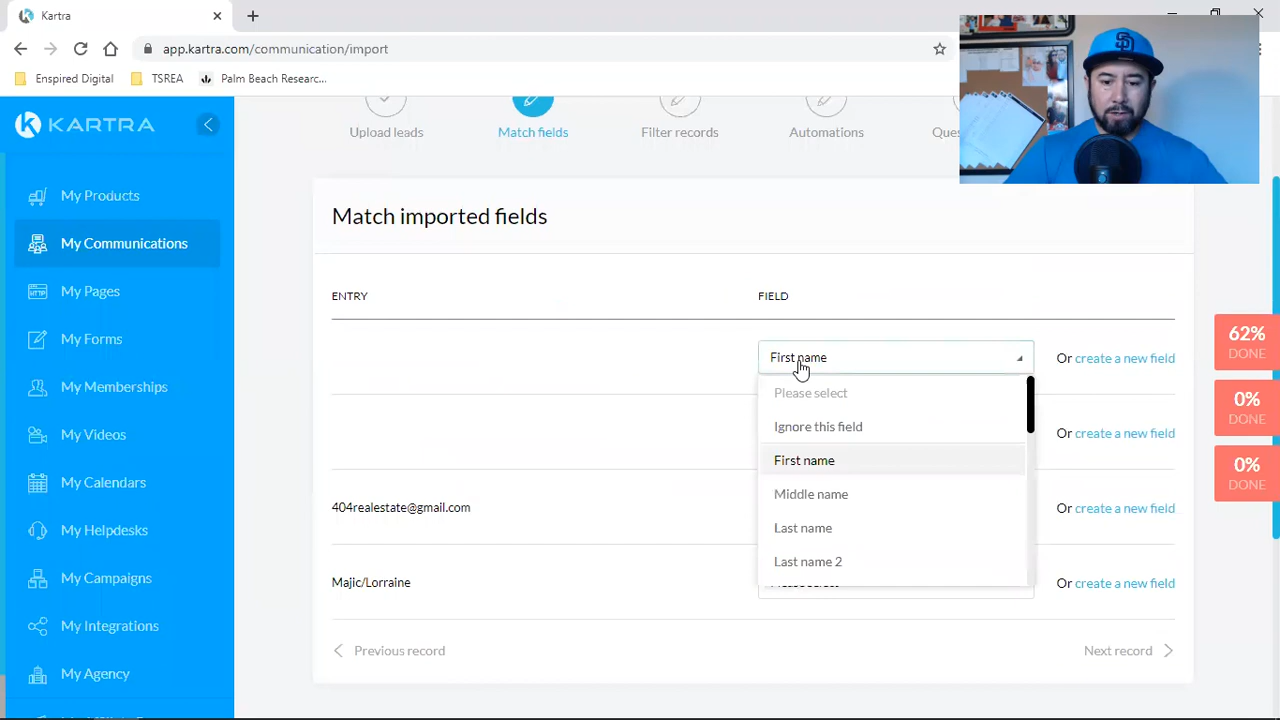 Kartra
app.kartra.com/communication/import
Enspired Digital
TSREA
Palm Beach Researc...
KARTRA
My Products
My Communications
My Pages
My Forms
My Memberships
My Videos
My Calendars
My Helpdesks
My Campaigns
My Integrations
My Agency
Upload leads
Match fields
Filter records
Automations
Match imported fields
ENTRY
FIELD
First name
Or create a new field
Please select
Ignore this field
Or create a new field
First name
Middle name
404realestate@gmail.com
Or create a new field
Last name
Last name 2
Majic/Lorraine
Or create a new field
Previous record
Next record
62%
DONE
0%
DONE
0%
DONE